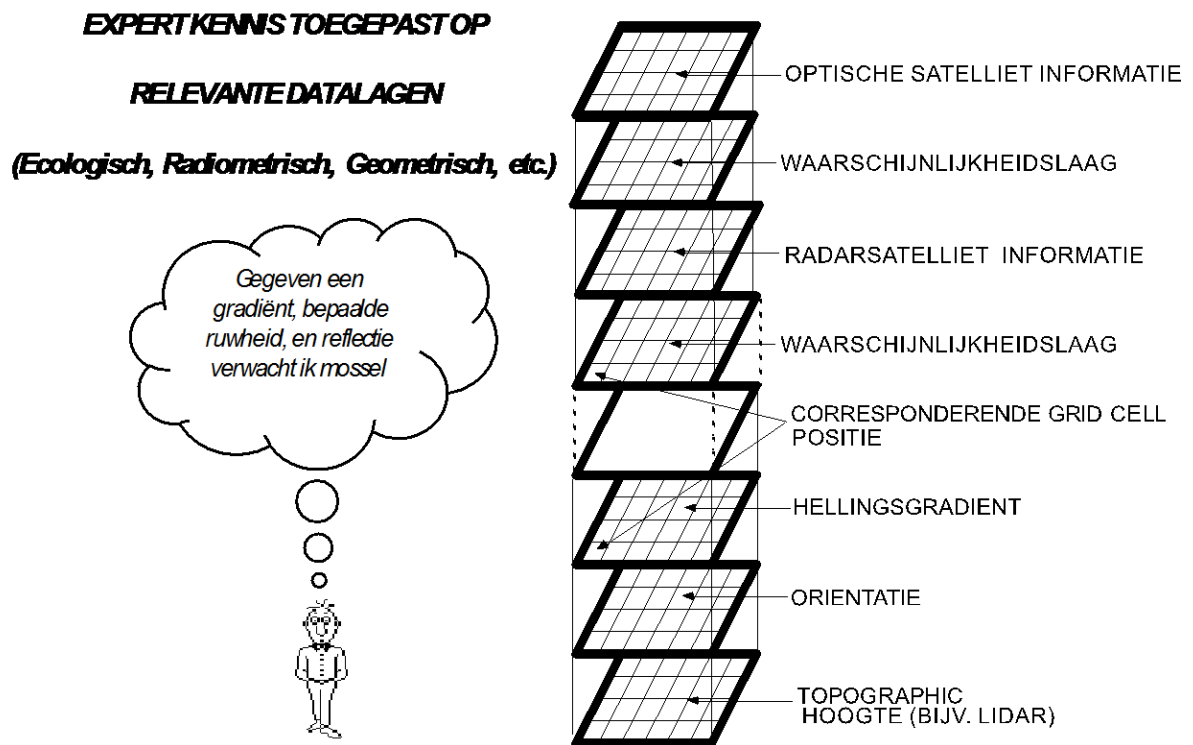 EXPERT KENNIS TOEGEPAST OP
RELEVANTE DATALAGEN
(Ecologisch, Radiometrisch, Geometrisch, etc.)
Gegeven een
gradiënt, bepaalde
ruwheid, en reflectie
verwacht ik mossel
OPTISCHE SATELLIET INFORMATIE
WAARSCHIJNLIJKHEIDSLAAG
RADARSATELLIET INFORMATIE
WAARSCHIJNLIJKHEIDSLAAG
CORRESPONDERENDE GRID CELL
POSITIE
HELLINGSGRADIENT
ORIENTATIE
TOPOGRAPHIC
HOOGTE (BIJV. LIDAR)